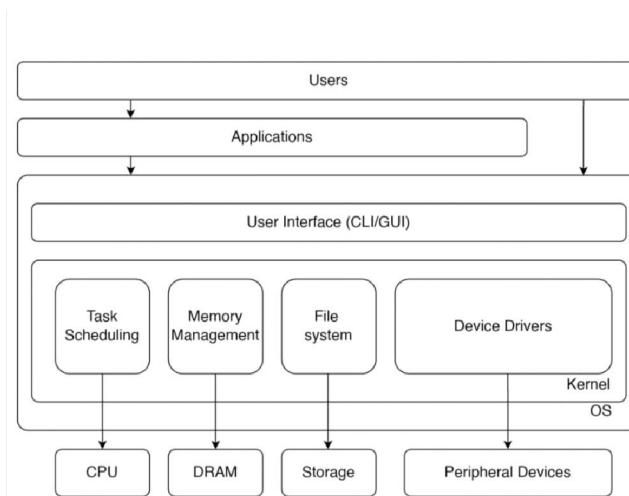 Users
Applications
User Interface (CLI/GUI)
Task
Scheduling
Memory
Management
File
system
Device Drivers
Kernel
OS
CPU
DRAM
Storage
Peripheral Devices